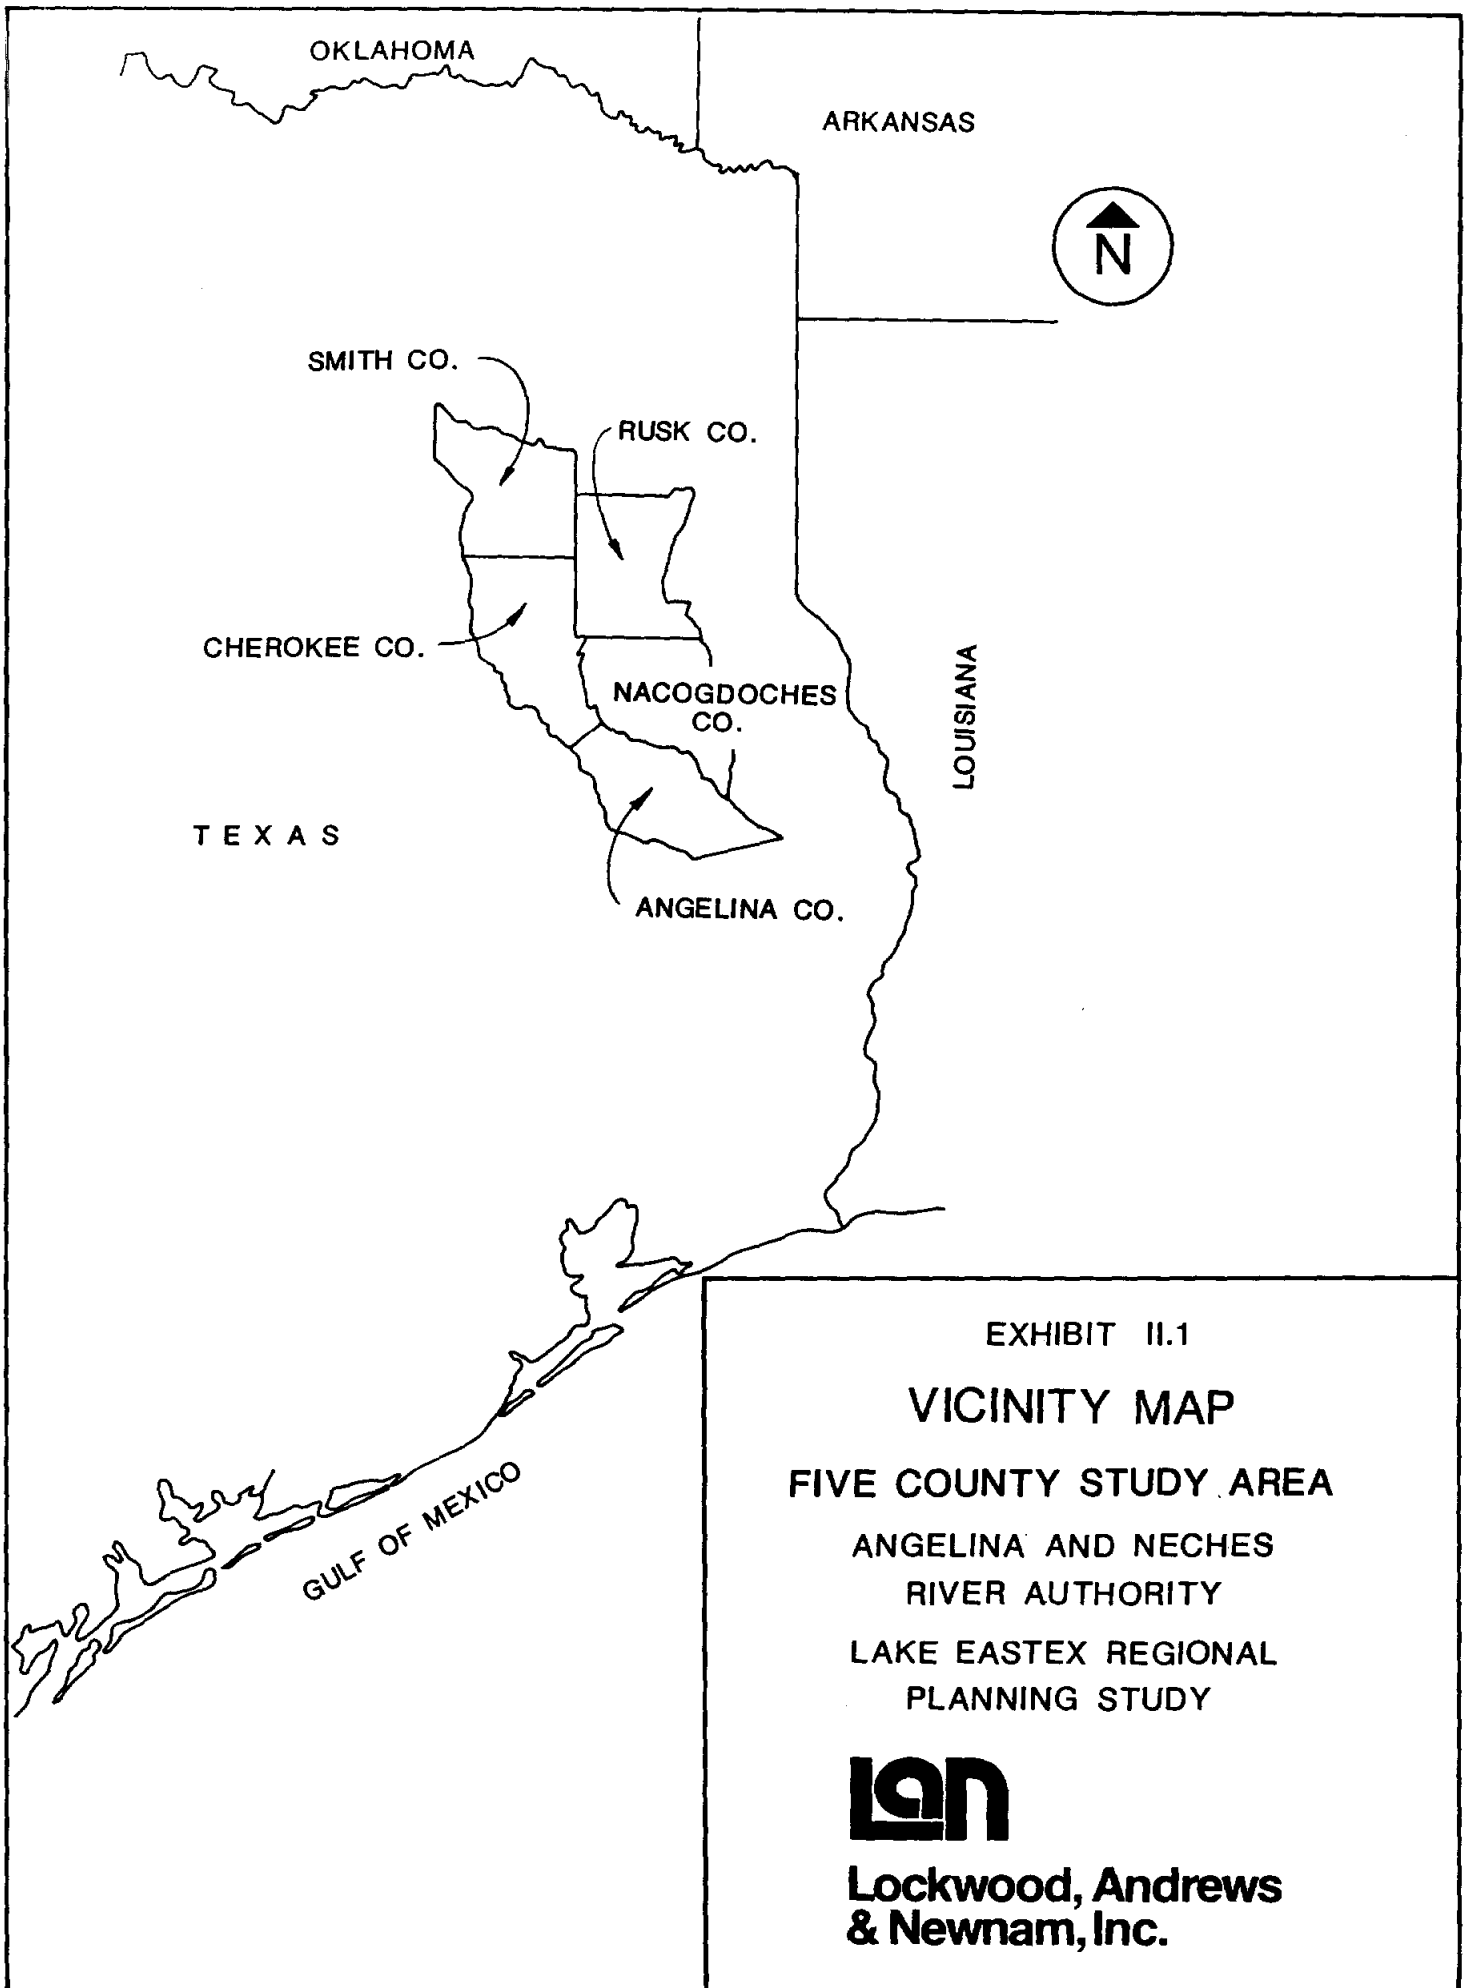 OKLAHOMA
ARKANSAS
N
SMITH CO.
RUSK CO.
CHEROKEE CO.
NACOGDOCHES
CO.
LOUISIANA
TEXAS
ANGELINA CO.
GULF OF MEXICO
EXHIBIT II.1
VICINITY MAP
FIVE COUNTY STUDY AREA
ANGELINA AND NECHES
RIVER AUTHORITY
LAKE EASTEX REGIONAL
PLANNING STUDY
Lan
Lockwood, Andrews
& Newnam, Inc.